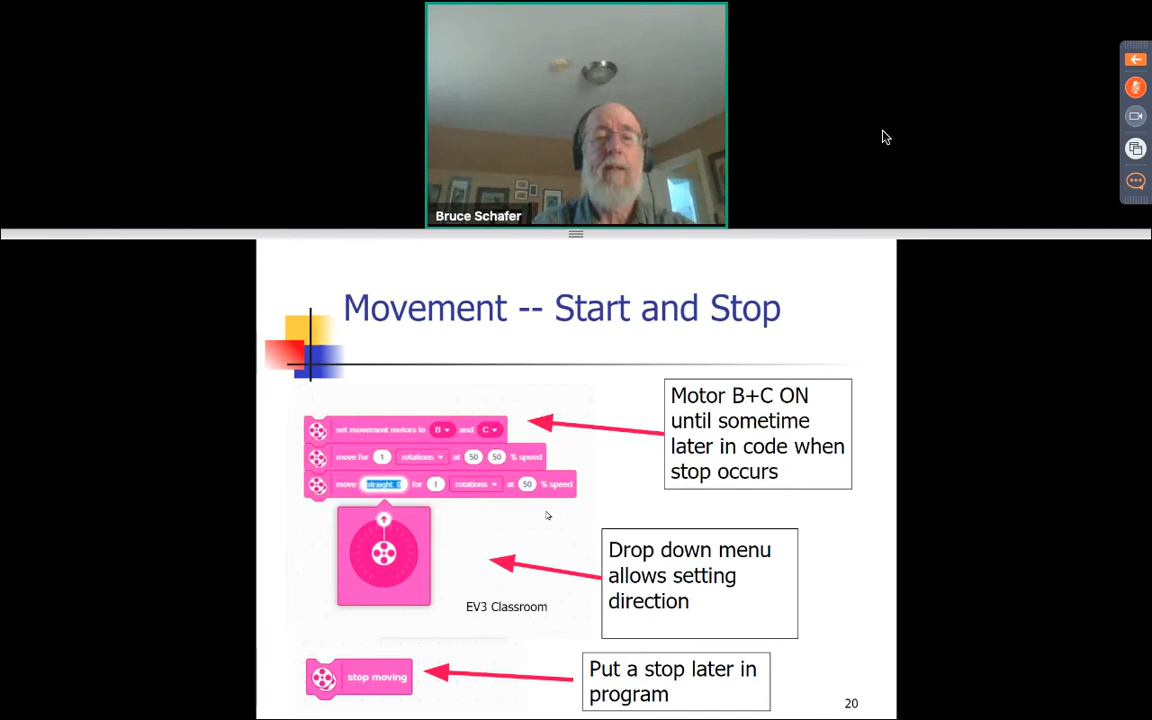 Bruce Schafer
Movement -- Start and Stop
set movement motors to B and C
move for 1 rotations at 50 50 % speed
move straight: 0 for 1 rotations at 50 % speed
Motor B+C ON
until sometime
later in code when
stop occurs
Drop down menu
allows setting
direction
EV3 Classroom
stop moving
Put a stop later in
program
20